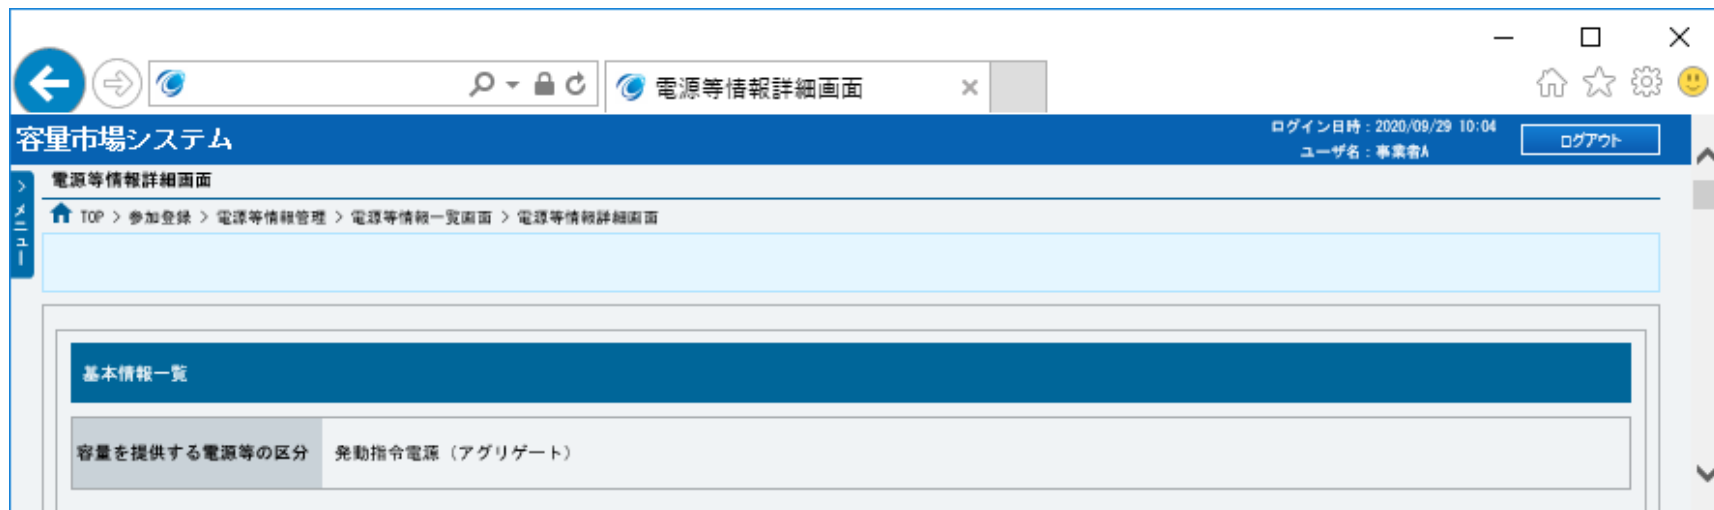 電源等情報詳細画面
容量市場システム
ログイン日時：2020/09/29 10:04
ユーザ名：事業者A
ログアウト
＞メニュー
電源等情報詳細画面
TOP ＞ 参加登録 ＞ 電源等情報管理 ＞ 電源等情報一覧画面 ＞ 電源等情報詳細画面
基本情報一覧
容量を提供する電源等の区分 発動指令電源（アグリゲート）